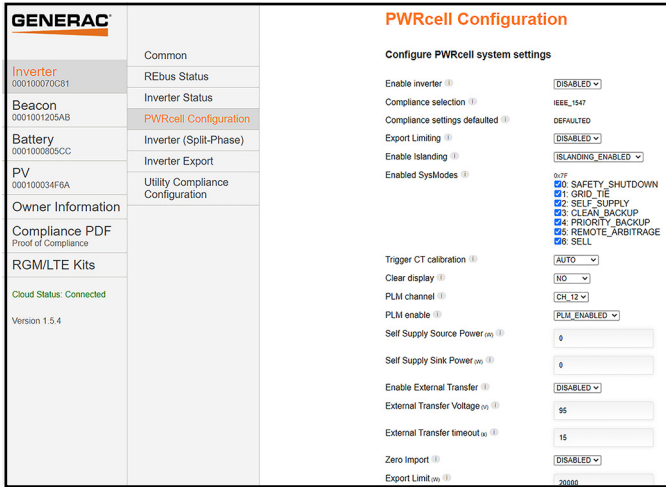 GENERAC
Inverter
000100070C81
Beacon
0001001205AB
Battery
0001000805CC
PV
000100034F6A
Owner Information
Compliance PDF
Proof of Compliance
RGM/LTE Kits
Cloud Status: Connected
Version 1.5.4
Common
REbus Status
Inverter Status
PWRcell Configuration
Inverter (Split-Phase)
Inverter Export
Utility Compliance
Configuration
PWRcell Configuration
Configure PWRcell system settings
Enable inverter DISABLED
Compliance selection IEEE_1547
Compliance settings defaulted DEFAULTED
Export Limiting DISABLED
Enable Islanding ISLANDING_ENABLED
Enabled SysModes 0x7F
0: SAFETY_SHUTDOWN
1: GRID_TIE
2: SELF_SUPPLY
3: CLEAN_BACKUP
4: PRIORITY_BACKUP
5: REMOTE_ARBITRAGE
6: SELL
Trigger CT calibration AUTO
Clear display NO
PLM channel CH_12
PLM enable PLM_ENABLED
Self Supply Source Power (W) 0
Self Supply Sink Power (W) 0
Enable External Transfer DISABLED
External Transfer Voltage (V) 95
External Transfer timeout (s) 15
Zero Import DISABLED
Export Limit (W) 20000